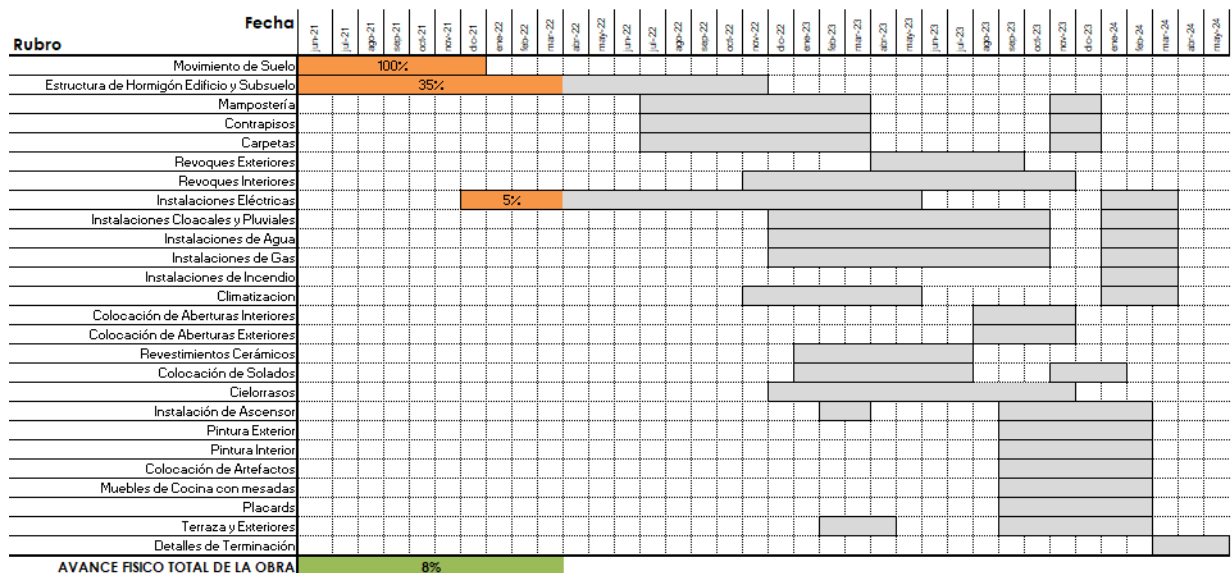 Fecha
Rubro
jun-21 jul-21 ago-21 sep-21 oct-21 nov-21 dic-21 ene-22 feb-22 mar-22 abr-22 may-22 jun-22 jul-22 ago-22 sep-22 oct-22 nov-22 dic-22 ene-23 feb-23 mar-23 abr-23 may-23 jun-23 jul-23 ago-23 sep-23 oct-23 nov-23 dic-23 ene-24 feb-24 mar-24 abr-24 may-24
Movimiento de Suelo 100%
Estructura de Hormigón Edificio y Subsuelo 35%
Mampostería
Contrapisos
Carpetas
Revoques Exteriores
Revoques Interiores
Instalaciones Eléctricas 5%
Instalaciones Cloacales y Pluviales
Instalaciones de Agua
Instalaciones de Gas
Instalaciones de Incendio
Climatizacion
Colocación de Aberturas Interiores
Colocación de Aberturas Exteriores
Revestimientos Cerámicos
Colocación de Solados
Cielorrasos
Instalación de Ascensor
Pintura Exterior
Pintura Interior
Colocación de Artefactos
Muebles de Cocina con mesadas
Placards
Terraza y Exteriores
Detalles de Terminación
AVANCE FISICO TOTAL DE LA OBRA 8%